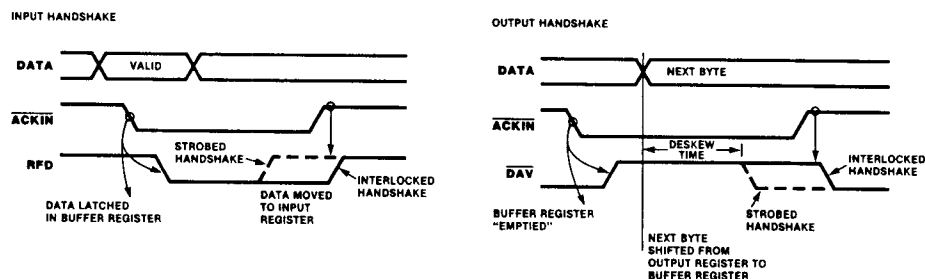 INPUT HANDSHAKE
DATA
VALID
ACKIN
RFD
STROBED
HANDSHAKE
DATA MOVED
TO INPUT
REGISTER
INTERLOCKED
HANDSHAKE
DATA LATCHED
IN BUFFER REGISTER
OUTPUT HANDSHAKE
DATA
NEXT BYTE
ACKIN
DESKEW
TIME
DAV
INTERLOCKED
HANDSHAKE
BUFFER REGISTER
"EMPTIED"
STROBED
HANDSHAKE
NEXT BYTE
SHIFTED FROM
OUTPUT REGISTER TO
BUFFER REGISTER